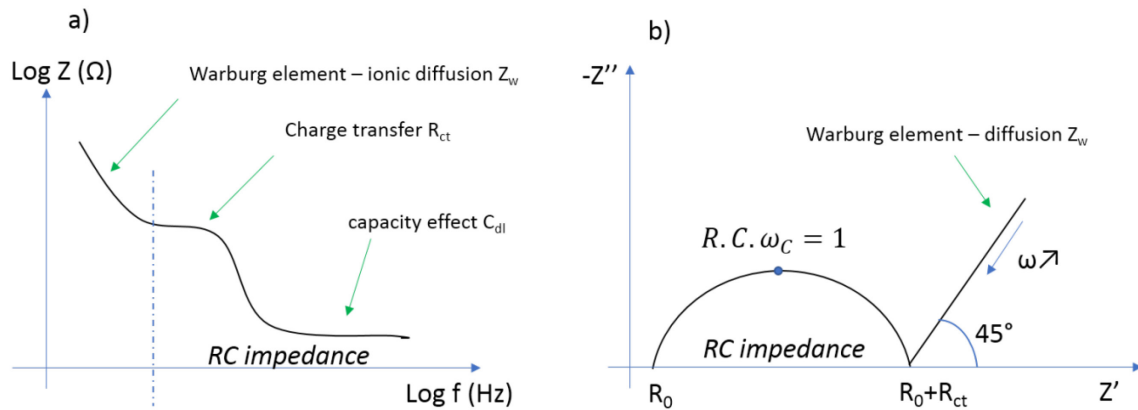 a)
Log Z (Ω)
Warburg element – ionic diffusion Zw
Charge transfer Rct
capacity effect Cdl
RC impedance
Log f (Hz)
b)
-Z''
Warburg element – diffusion Zw
R.C.ωC = 1
ω↗
45°
RC impedance
R0
R0+Rct
Z'